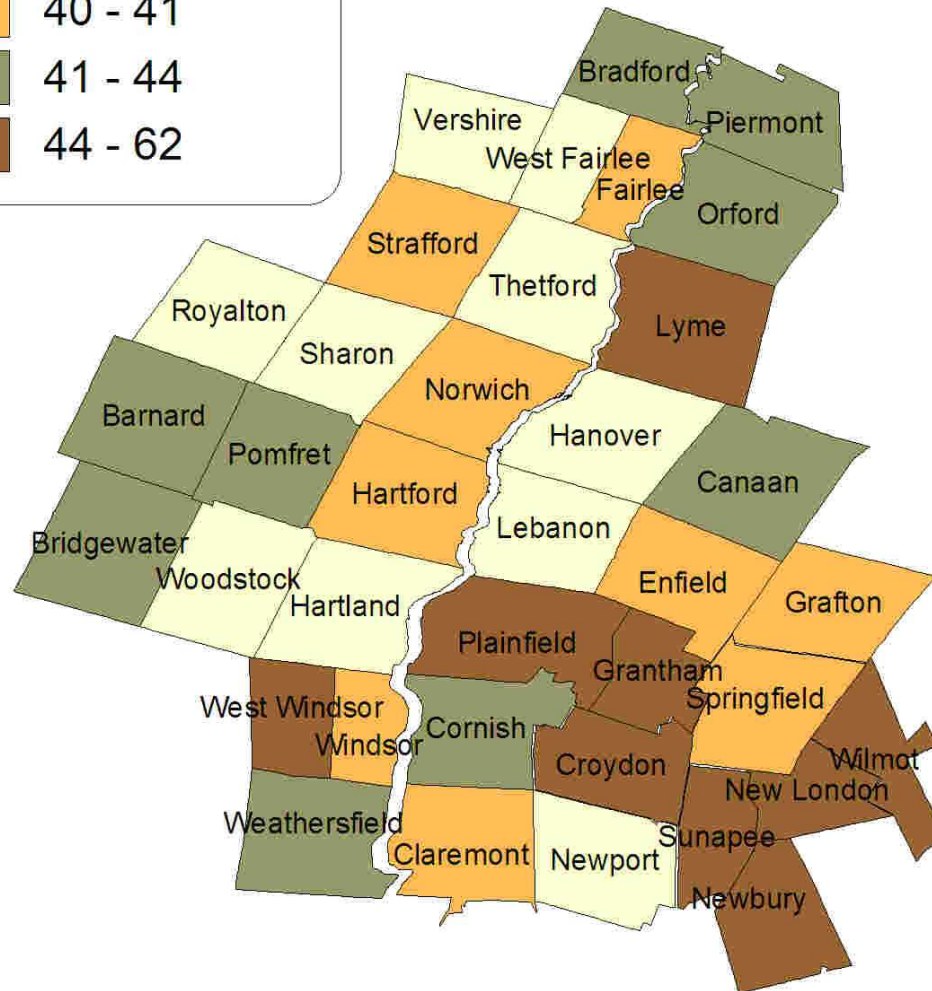 40 - 41
41 - 44
44 - 62
Bradford
Vershire
Piermont
West Fairlee
Fairlee
Orford
Strafford
Thetford
Royalton
Lyme
Sharon
Norwich
Barnard
Hanover
Pomfret
Canaan
Hartford
Lebanon
Bridgewater
Woodstock
Enfield
Hartland
Grafton
Plainfield
Grantham
Springfield
West Windsor
Cornish
Windsor
Croydon
Wilmot
New London
Weathersfield
Sunapee
Claremont
Newport
Newbury